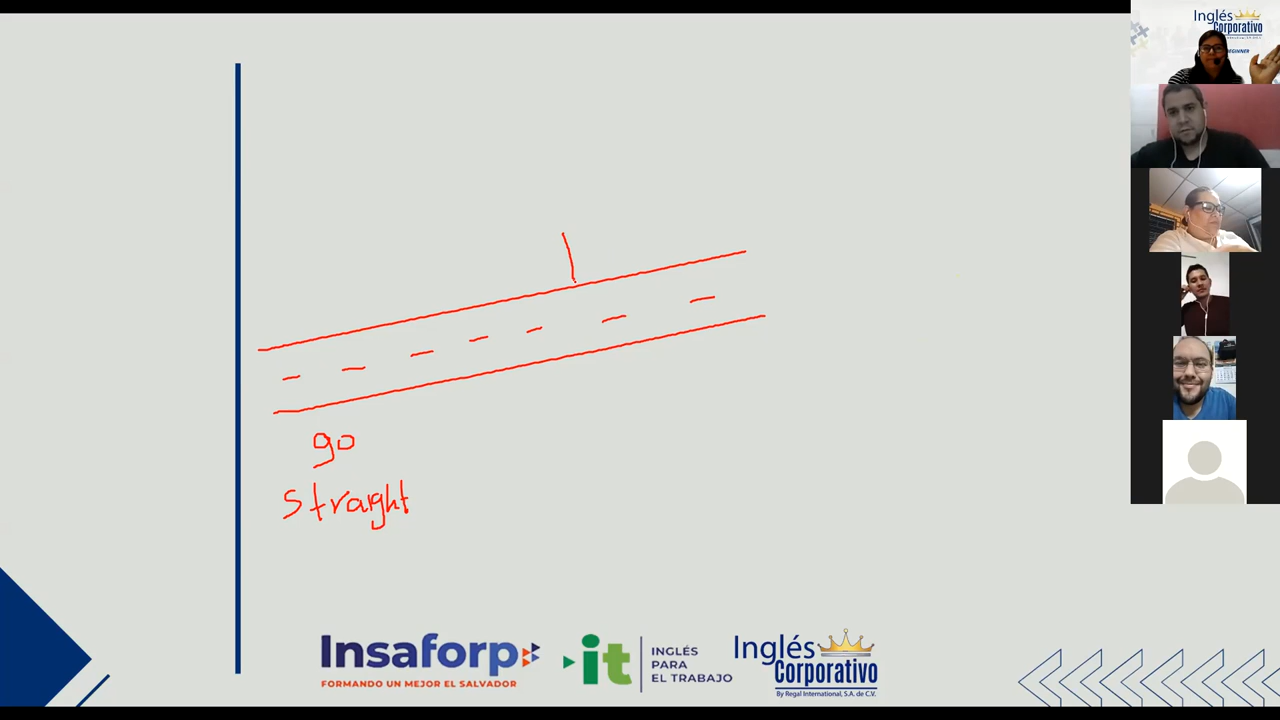 go
straight
Insaforp
FORMANDO UN MEJOR EL SALVADOR
it
INGLÉS
PARA
EL TRABAJO
Inglés
Corporativo
By Regal International, S.A. de C.V.
Inglés
Corporativo